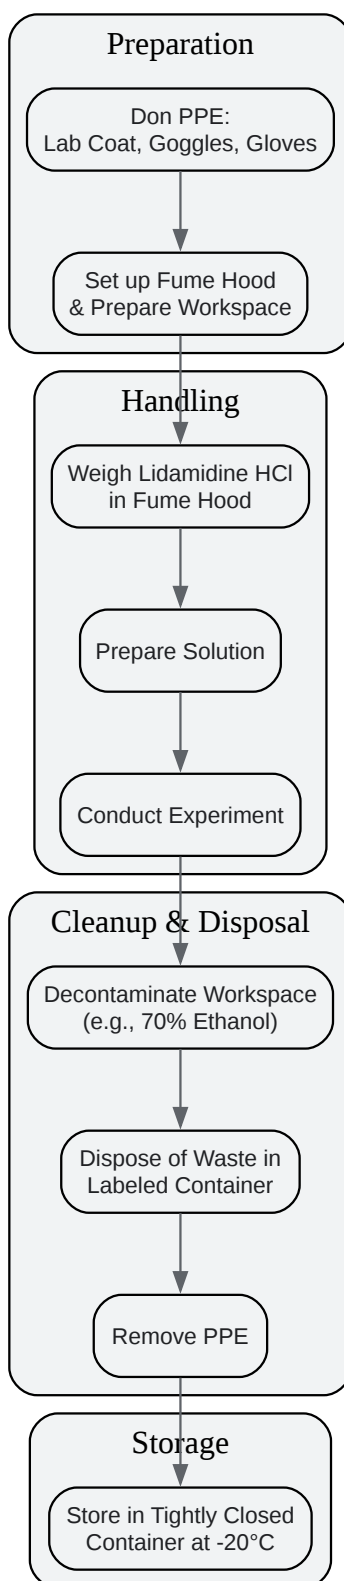 Preparation
Don PPE:
Lab Coat, Goggles, Gloves
Set up Fume Hood
& Prepare Workspace
Handling
Weigh Lidamidine HCl
in Fume Hood
Prepare Solution
Conduct Experiment
Cleanup & Disposal
Decontaminate Workspace
(e.g., 70% Ethanol)
Dispose of Waste in
Labeled Container
Remove PPE
Storage
Store in Tightly Closed
Container at -20°C